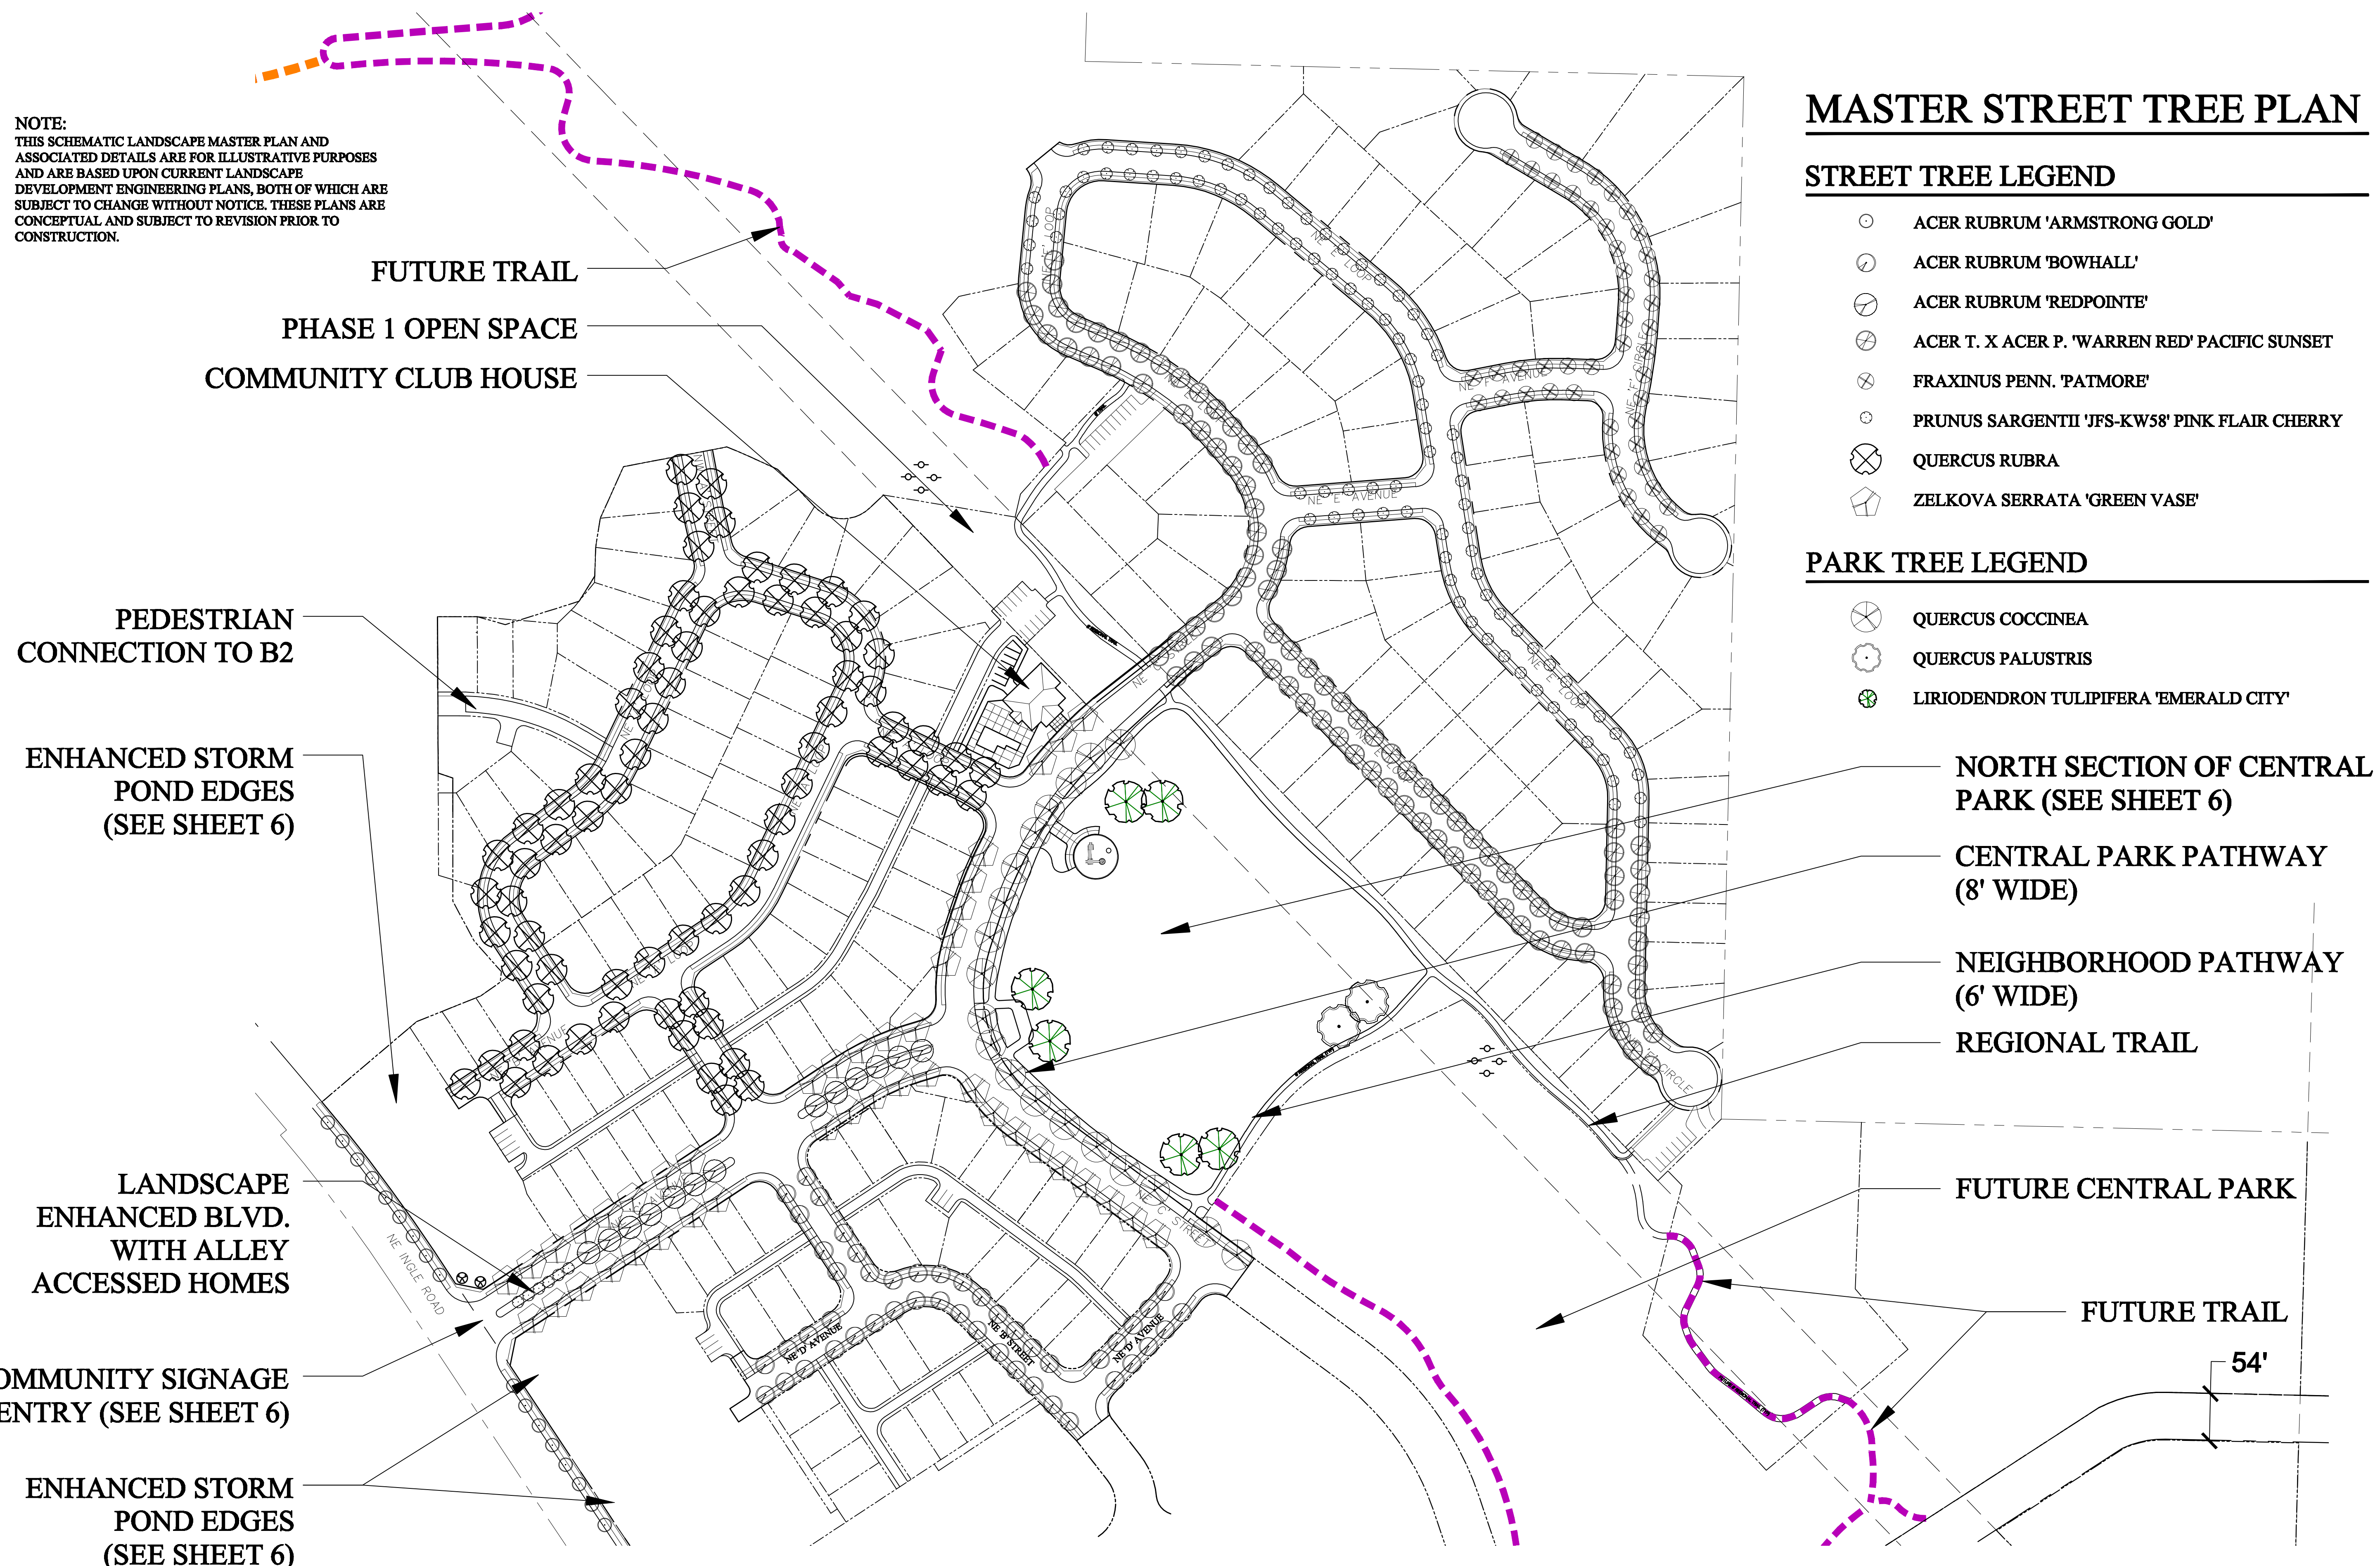 MASTER STREET TREE PLAN
STREET TREE LEGEND
ACER RUBRUM 'ARMSTRONG GOLD'
ACER RUBRUM 'BOWHALL'
ACER RUBRUM 'REDPOINTE'
ACER T. X ACER P. 'WARREN RED' PACIFIC SUNSET
FRAXINUS PENN. 'PATMORE'
PRUNUS SARGENTII 'JFS-KW58' PINK FLAIR CHERRY
QUERCUS RUBRA
ZELKOVA SERRATA 'GREEN VASE'
PARK TREE LEGEND
QUERCUS COCCINEA
QUERCUS PALUSTRIS
LIRIODENDRON TULIPIFERA 'EMERALD CITY'
NOTE:
THIS SCHEMATIC LANDSCAPE MASTER PLAN AND
ASSOCIATED DETAILS ARE FOR ILLUSTRATIVE PURPOSES
AND ARE BASED UPON CURRENT LANDSCAPE
DEVELOPMENT ENGINEERING PLANS, BOTH OF WHICH ARE
SUBJECT TO CHANGE WITHOUT NOTICE. THESE PLANS ARE
CONCEPTUAL AND SUBJECT TO REVISION PRIOR TO
CONSTRUCTION.
FUTURE TRAIL
PHASE 1 OPEN SPACE
COMMUNITY CLUB HOUSE
PEDESTRIAN
CONNECTION TO B2
ENHANCED STORM
POND EDGES
(SEE SHEET 6)
LANDSCAPE
ENHANCED BLVD.
WITH ALLEY
ACCESSED HOMES
OMMUNITY SIGNAGE
ENTRY (SEE SHEET 6)
ENHANCED STORM
POND EDGES
(SEE SHEET 6)
NORTH SECTION OF CENTRAL
PARK (SEE SHEET 6)
CENTRAL PARK PATHWAY
(8' WIDE)
NEIGHBORHOOD PATHWAY
(6' WIDE)
REGIONAL TRAIL
FUTURE CENTRAL PARK
FUTURE TRAIL
54'
NE 'E' LOOP
NE 'F' AVENUE
NE 'E' AVENUE
NE 'E' LOOP
NE 'C' STREET
NE INGLE ROAD
NE 'D' AVENUE
NE 'B' STREET
NE 'D' AVENUE
CIRCLE